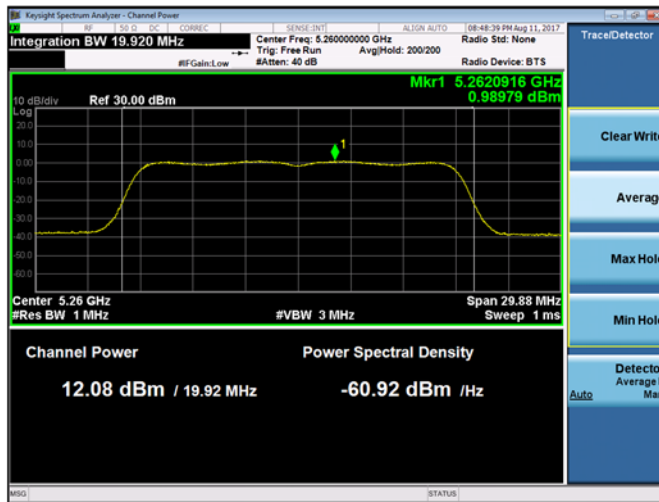 Keysight Spectrum Analyzer - Channel Power
RF 50 Ω DC CORREC SENSE:INT ALIGN AUTO 08:48:39 PM Aug 11, 2017
Integration BW 19.920 MHz
Center Freq: 5.260000000 GHz
Radio Std: None
Trig: Free Run Avg|Hold: 200/200
#IFGain:Low #Atten: 40 dB
Radio Device: BTS
Trace/Detector
Mkr1 5.2620916 GHz
0.98979 dBm
10 dB/div Ref 30.00 dBm
Log
20.0
10.0
0.00
-10.0
-20.0
-30.0
-40.0
-50.0
-60.0
1
Center 5.26 GHz Span 29.88 MHz
#Res BW 1 MHz #VBW 3 MHz Sweep 1 ms
Channel Power Power Spectral Density
12.08 dBm / 19.92 MHz -60.92 dBm /Hz
Clear Write
Averag
Max Hol
Min Hol
Detecto
Average
Auto Ma
MSG STATUS